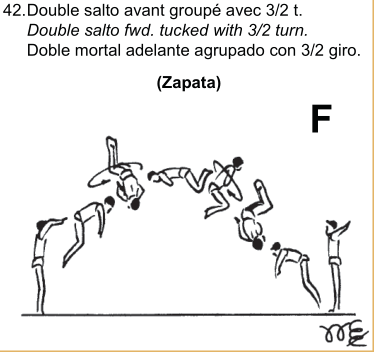 42.Double salto avant groupé avec 3/2 t.
Double salto fwd. tucked with 3/2 turn.
Doble mortal adelante agrupado con 3/2 giro.
(Zapata)
F